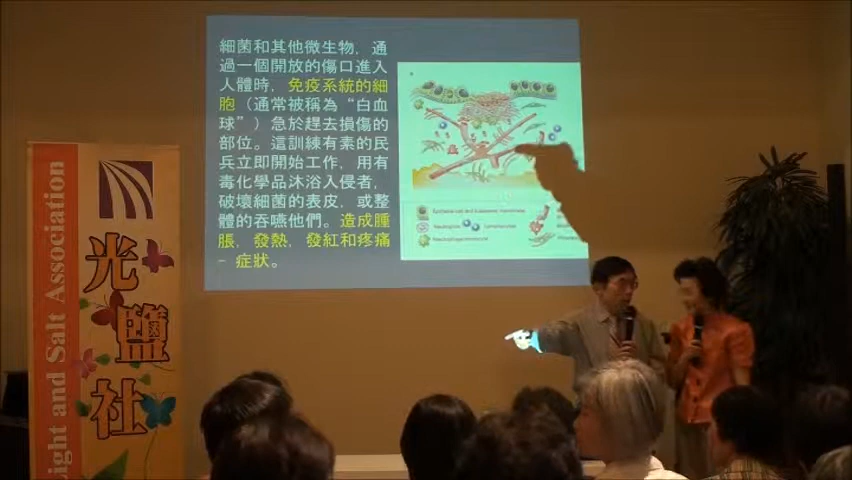 細菌和其他微生物，通
過一個開放的傷口進入
人體時，免疫系統的細
胞（通常被稱為“白血
球”）急於趕去損傷的
部位。這訓練有素的民
兵立即開始工作，用有
毒化學品沐浴入侵者，
破壞細菌的表皮，或整
體的吞嚥他們。造成腫
脹，發熱，發紅和疼痛
- 症狀。
Light and Salt Association
光鹽社